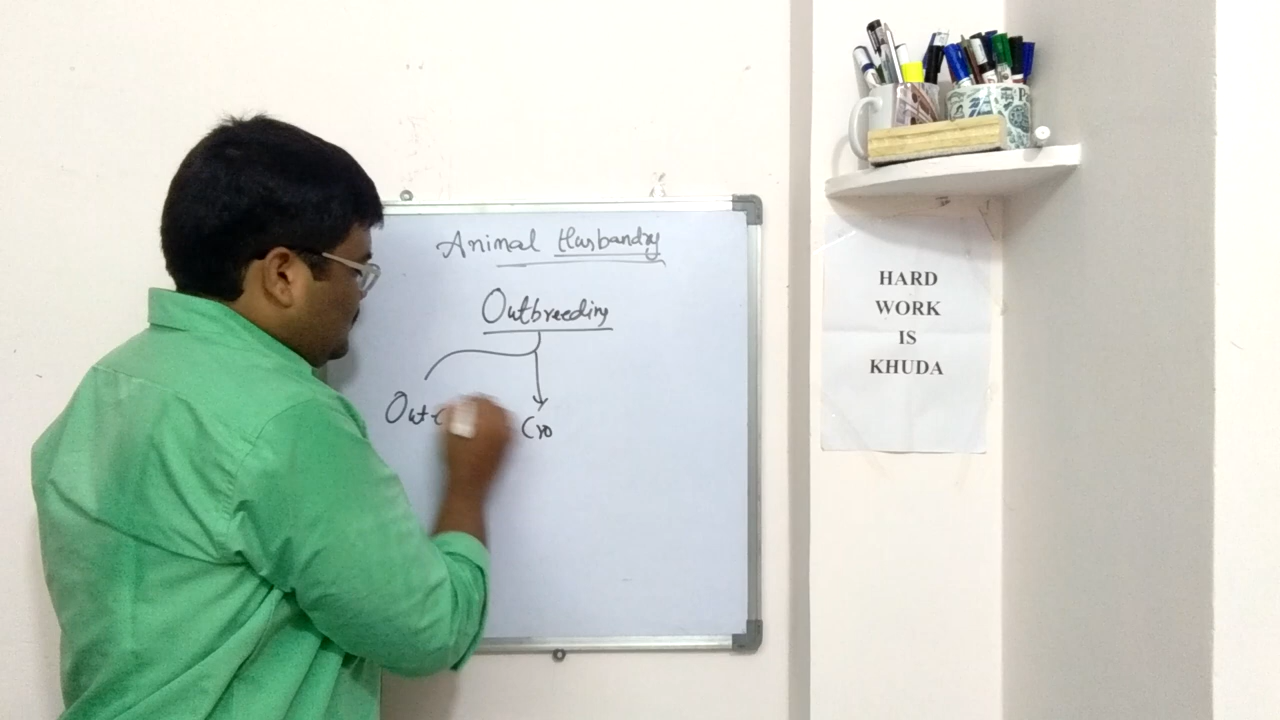 Animal Husbandry
Outbreeding
Out-c
Cro
HARD
WORK
IS
KHUDA